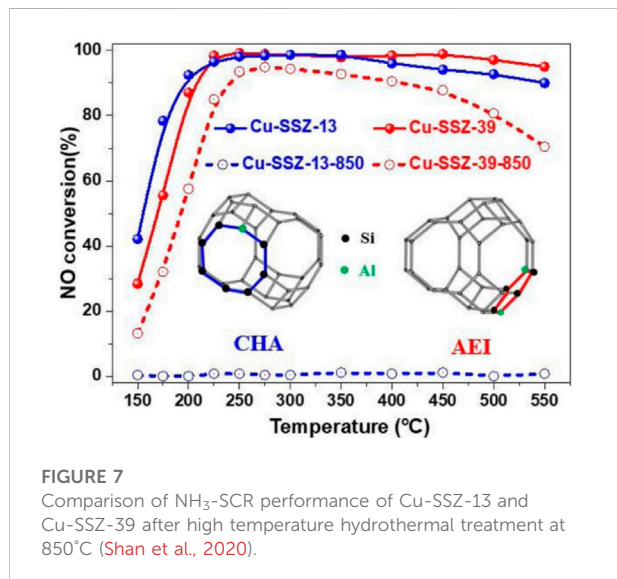 100
80
60
40
20
0
NO conversion(%)
Cu-SSZ-13
Cu-SSZ-39
Cu-SSZ-13-850
Cu-SSZ-39-850
Si
Al
CHA
AEI
150 200 250 300 350 400 450 500 550
Temperature (°C)
FIGURE 7
Comparison of NH₃-SCR performance of Cu-SSZ-13 and
Cu-SSZ-39 after high temperature hydrothermal treatment at
850°C (Shan et al., 2020).